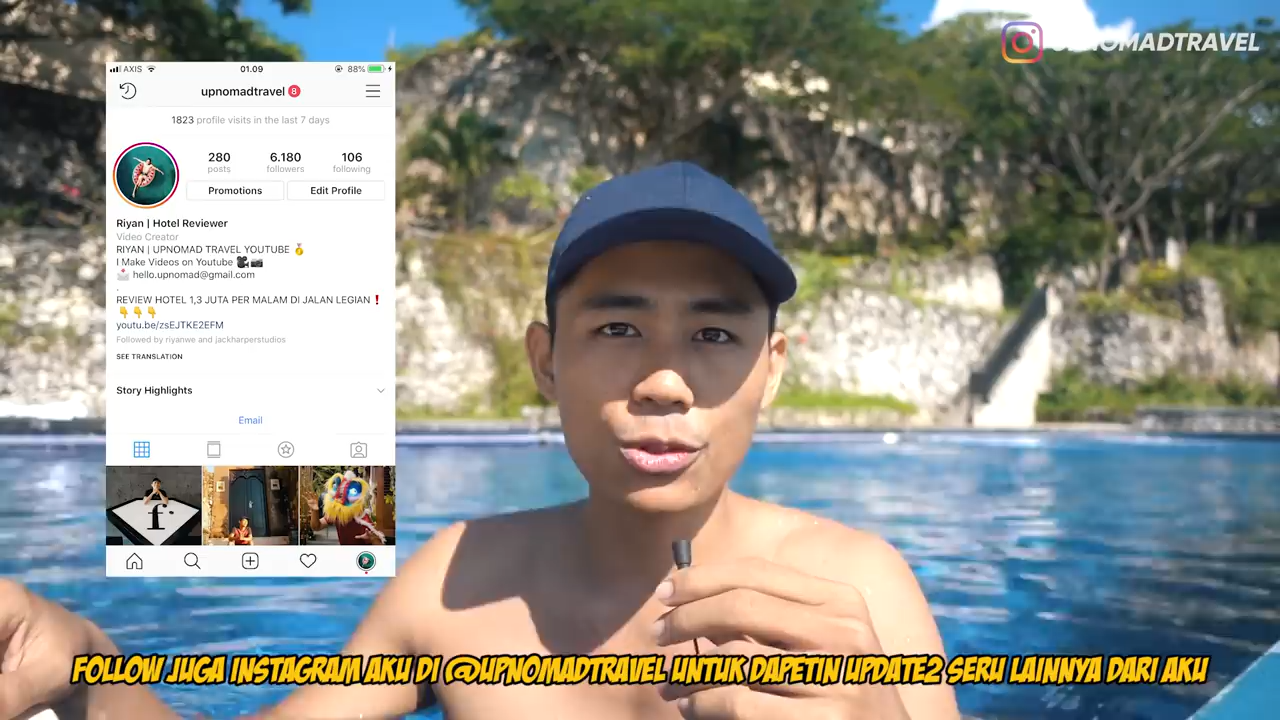 UPNOMADTRAVEL
AXIS 01.09 88%
upnomadtravel 8
1823 profile visits in the last 7 days
280 6.180 106
posts followers following
Promotions Edit Profile
Riyan | Hotel Reviewer
Video Creator
RIYAN | UPNOMAD TRAVEL YOUTUBE 🥇
I Make Videos on Youtube 🎥📷
📩 hello.upnomad@gmail.com
.
REVIEW HOTEL 1,3 JUTA PER MALAM DI JALAN LEGIAN❗
👇👇👇
youtu.be/zsEJTKE2EFM
Followed by riyanwe and jackharperstudios
SEE TRANSLATION
Story Highlights
Email
f
FOLLOW JUGA INSTAGRAM AKU DI @UPNOMADTRAVEL UNTUK DAPETIN UPDATE2 SERU LAINNYA DARI AKU